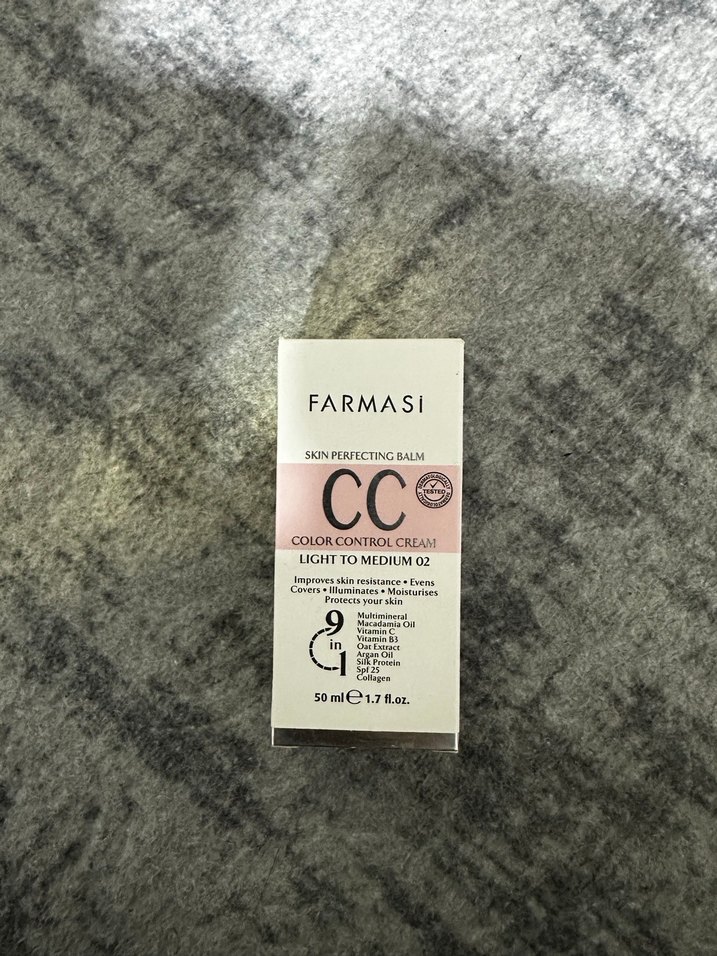 FARMASi
SKIN PERFECTING BALM
CC
DERMATOLOGICALLY
TESTED
COLOR CONTROL CREAM
LIGHT TO MEDIUM 02
Improves skin resistance • Evens
Covers • Illuminates • Moisturises
Protects your skin
9 in 1
Multimineral
Macadamia Oil
Vitamin C
Vitamin B3
Oat Extract
Argan Oil
Silk Protein
Spf 25
Collagen
50 ml ℮ 1.7 fl.oz.